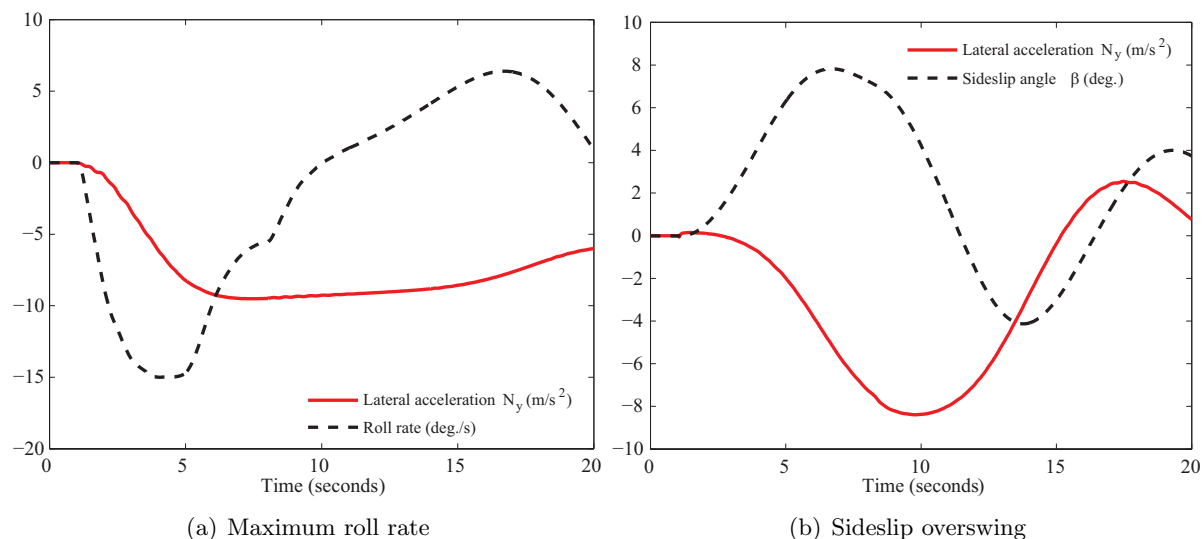 10
5
0
−5
−10
−15
−20
0 5 10 15 20
Lateral acceleration N_y (m/s²)
Roll rate (deg./s)
Time (seconds)
(a) Maximum roll rate
10
8
6
4
2
0
−2
−4
−6
−8
−10
0 5 10 15 20
Lateral acceleration N_y (m/s²)
Sideslip angle β (deg.)
Time (seconds)
(b) Sideslip overswing